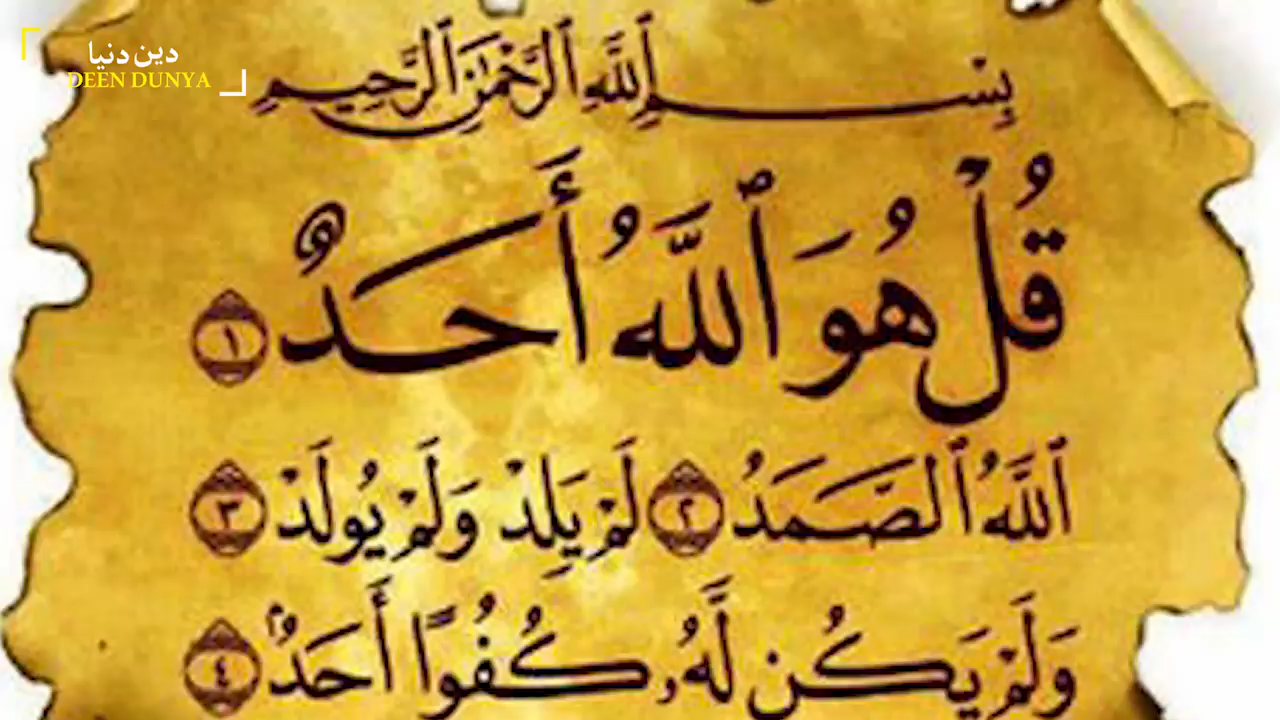 دین دنیا
DEEN DUNYA
بِسْمِ ٱللَّهِ ٱلرَّحْمَٰنِ ٱلرَّحِيمِ
قُلْ هُوَ ٱللَّهُ أَحَدٌ ١
ٱللَّهُ ٱلصَّمَدُ ٢ لَمْ يَلِدْ وَلَمْ يُولَدْ ٣
وَلَمْ يَكُن لَّهُۥ كُفُوًا أَحَدٌۢ ٤